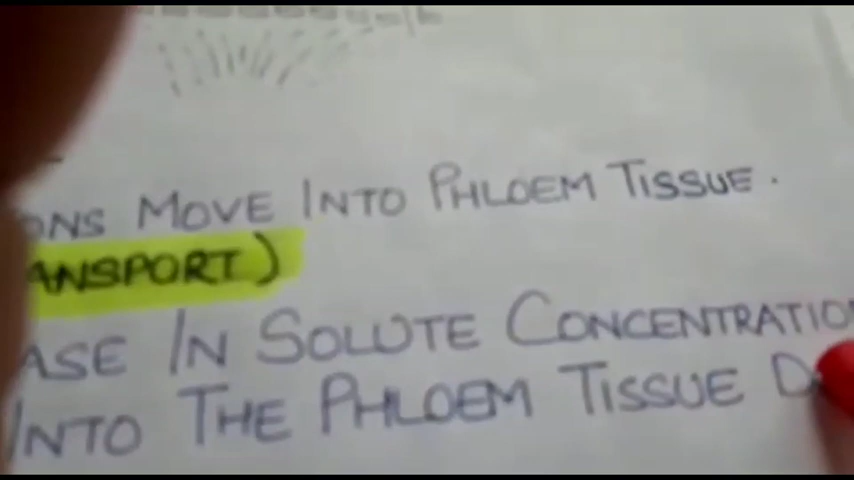 ONS MOVE INTO PHLOEM TISSUE.
ANSPORT)
ASE IN SOLUTE CONCENTRATIO
INTO THE PHLOEM TISSUE D